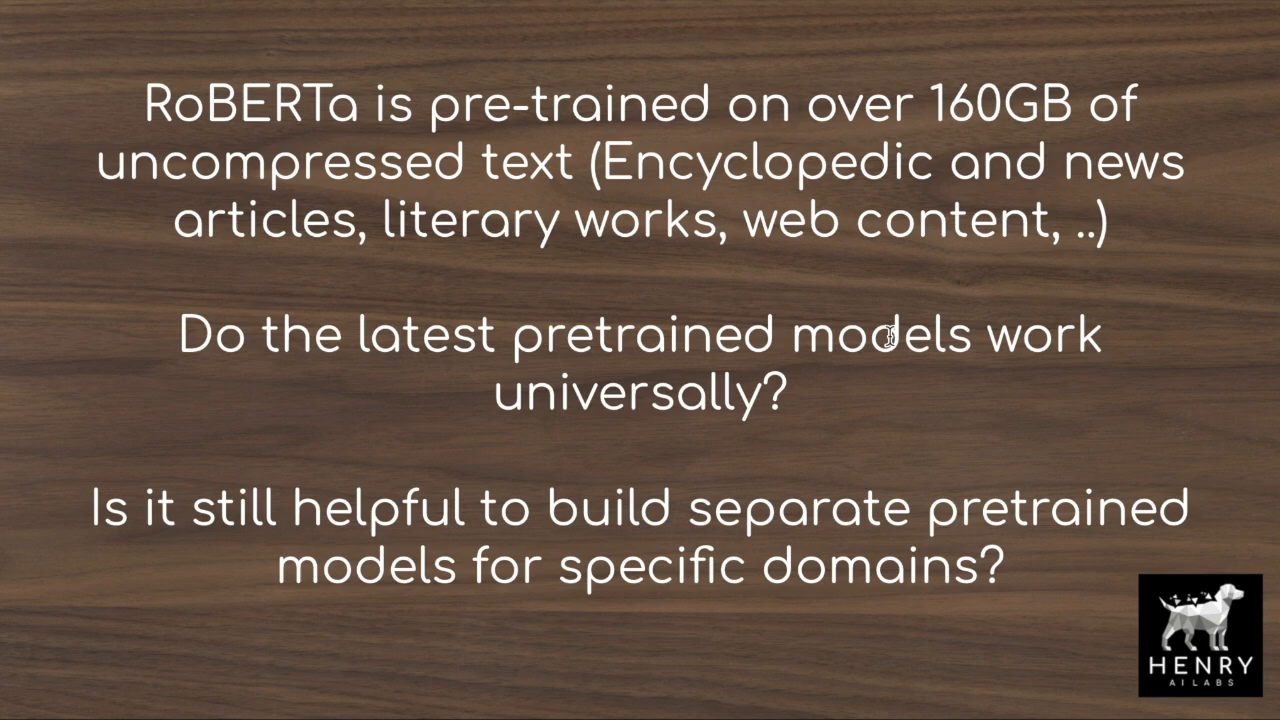 RoBERTa is pre-trained on over 160GB of
uncompressed text (Encyclopedic and news
articles, literary works, web content, ..)
Do the latest pretrained models work
universally?
Is it still helpful to build separate pretrained
models for specific domains?
HENRY
AI LABS